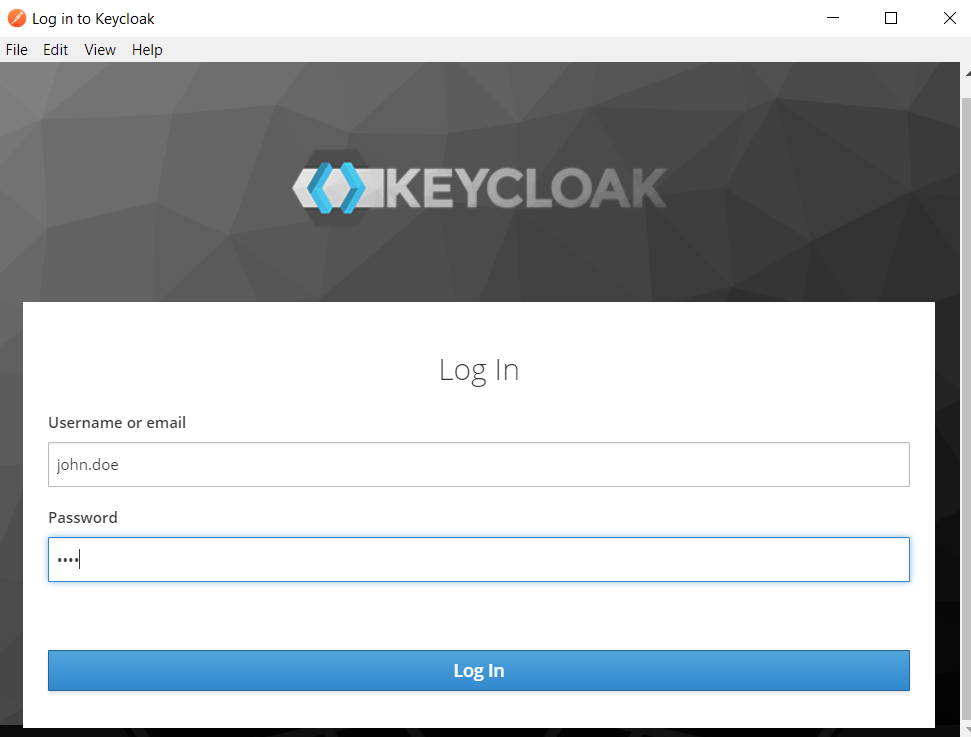 Log in to Keycloak
File Edit View Help
KEYCLOAK
Log In
Username or email
john.doe
Password
••••
Log In